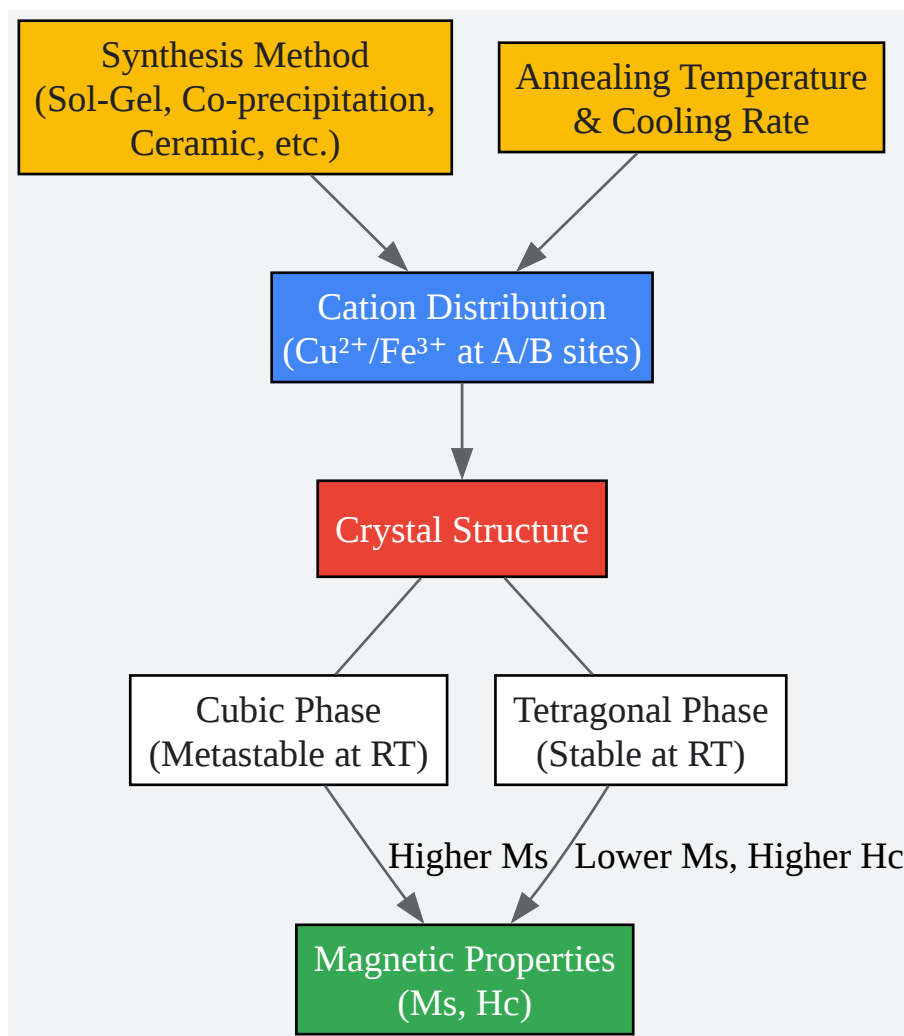 Synthesis Method
(Sol-Gel, Co-precipitation,
Ceramic, etc.)
Annealing Temperature
& Cooling Rate
Cation Distribution
(Cu²⁺/Fe³⁺ at A/B sites)
Crystal Structure
Cubic Phase
(Metastable at RT)
Tetragonal Phase
(Stable at RT)
Higher Ms
Lower Ms, Higher Hc
Magnetic Properties
(Ms, Hc)